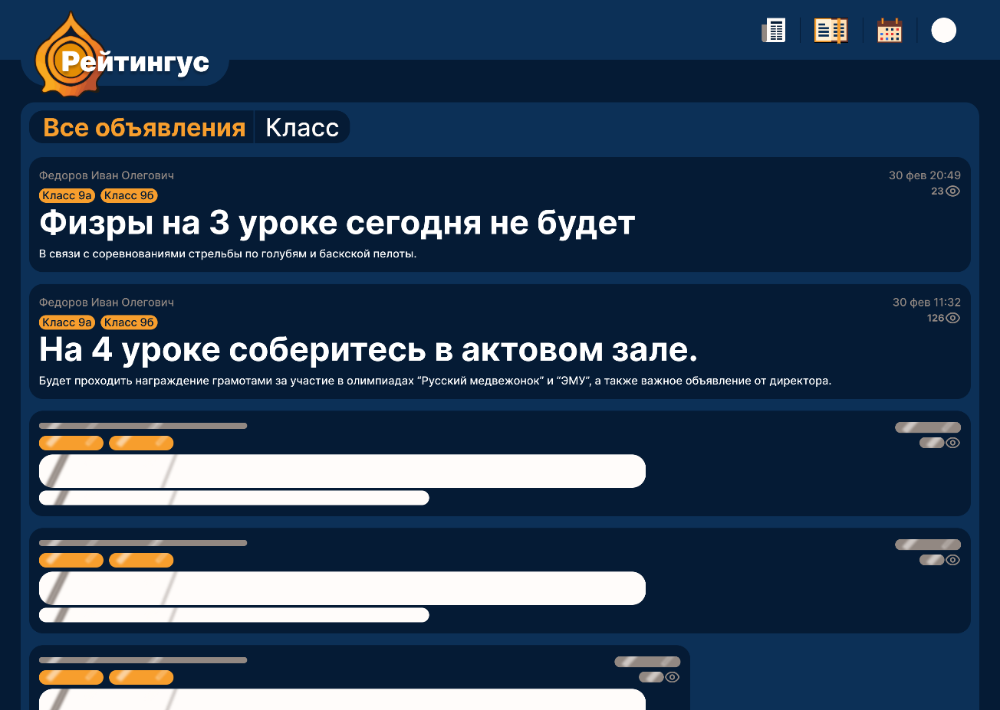 Рейтингус
Все объявления Класс
Федоров Иван Олегович 30 фев 20:49
Класс 9а Класс 9б 23
Физры на 3 уроке сегодня не будет
В связи с соревнованиями стрельбы по голубям и баскской пелоты.
Федоров Иван Олегович 30 фев 11:32
Класс 9а Класс 9б 126
На 4 уроке соберитесь в актовом зале.
Будет проходить награждение грамотами за участие в олимпиадах “Русский медвежонок” и “ЭМУ”, а также важное объявление от директора.